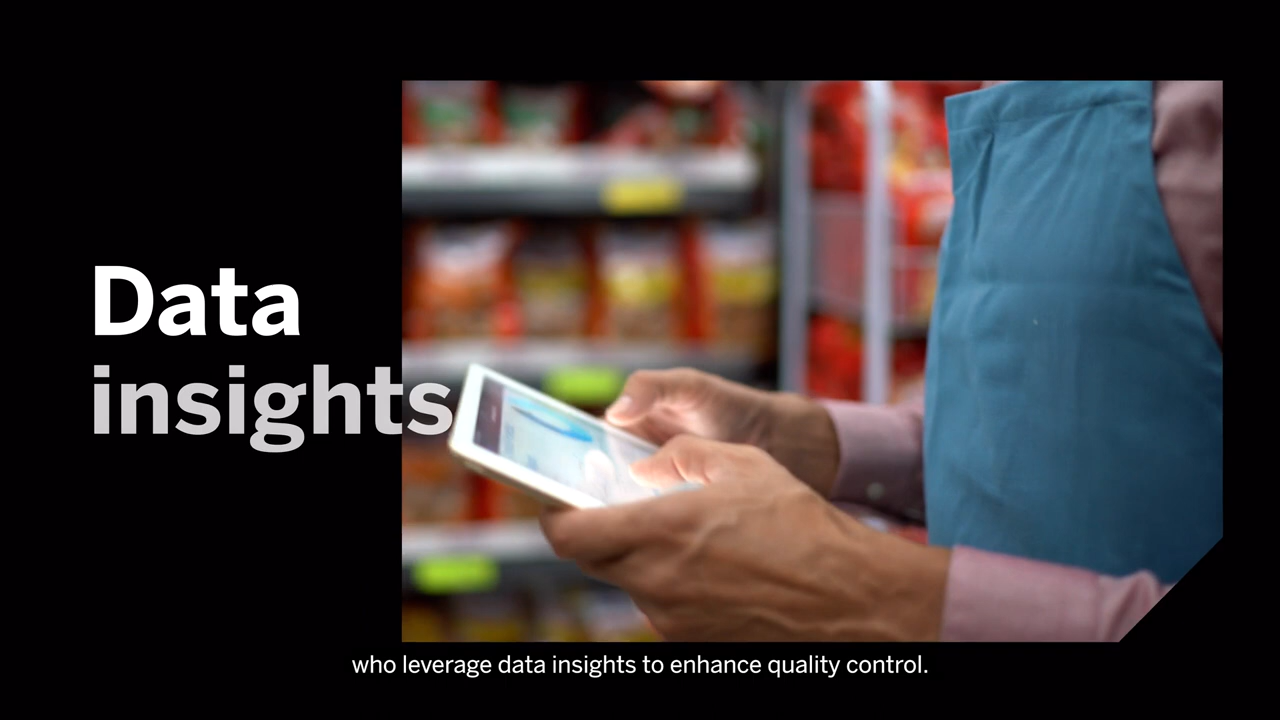 Data
insights
who leverage data insights to enhance quality control.